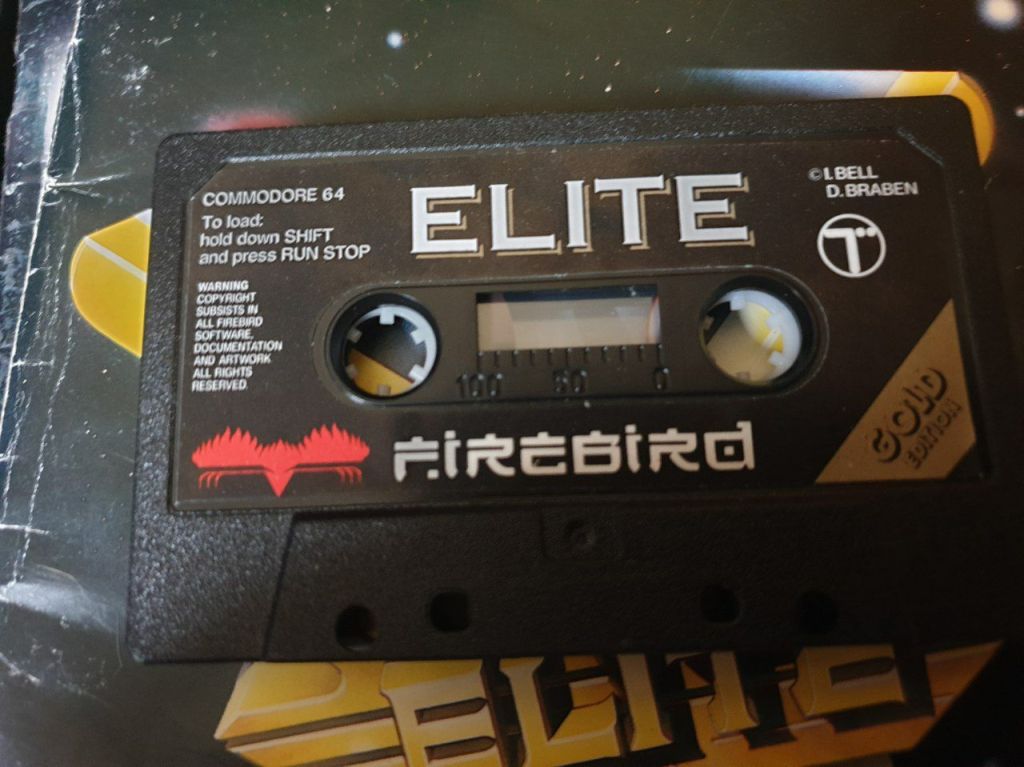 COMMODORE 64
To load:
hold down SHIFT
and press RUN STOP
WARNING
COPYRIGHT
SUBSISTS IN
ALL FIREBIRD
SOFTWARE,
DOCUMENTATION
AND ARTWORK
ALL RIGHTS
RESERVED.
ELITE
© I. BELL
D. BRABEN
T
100 50 0
FIREBIRD
GOLD
EDITION
ELITE